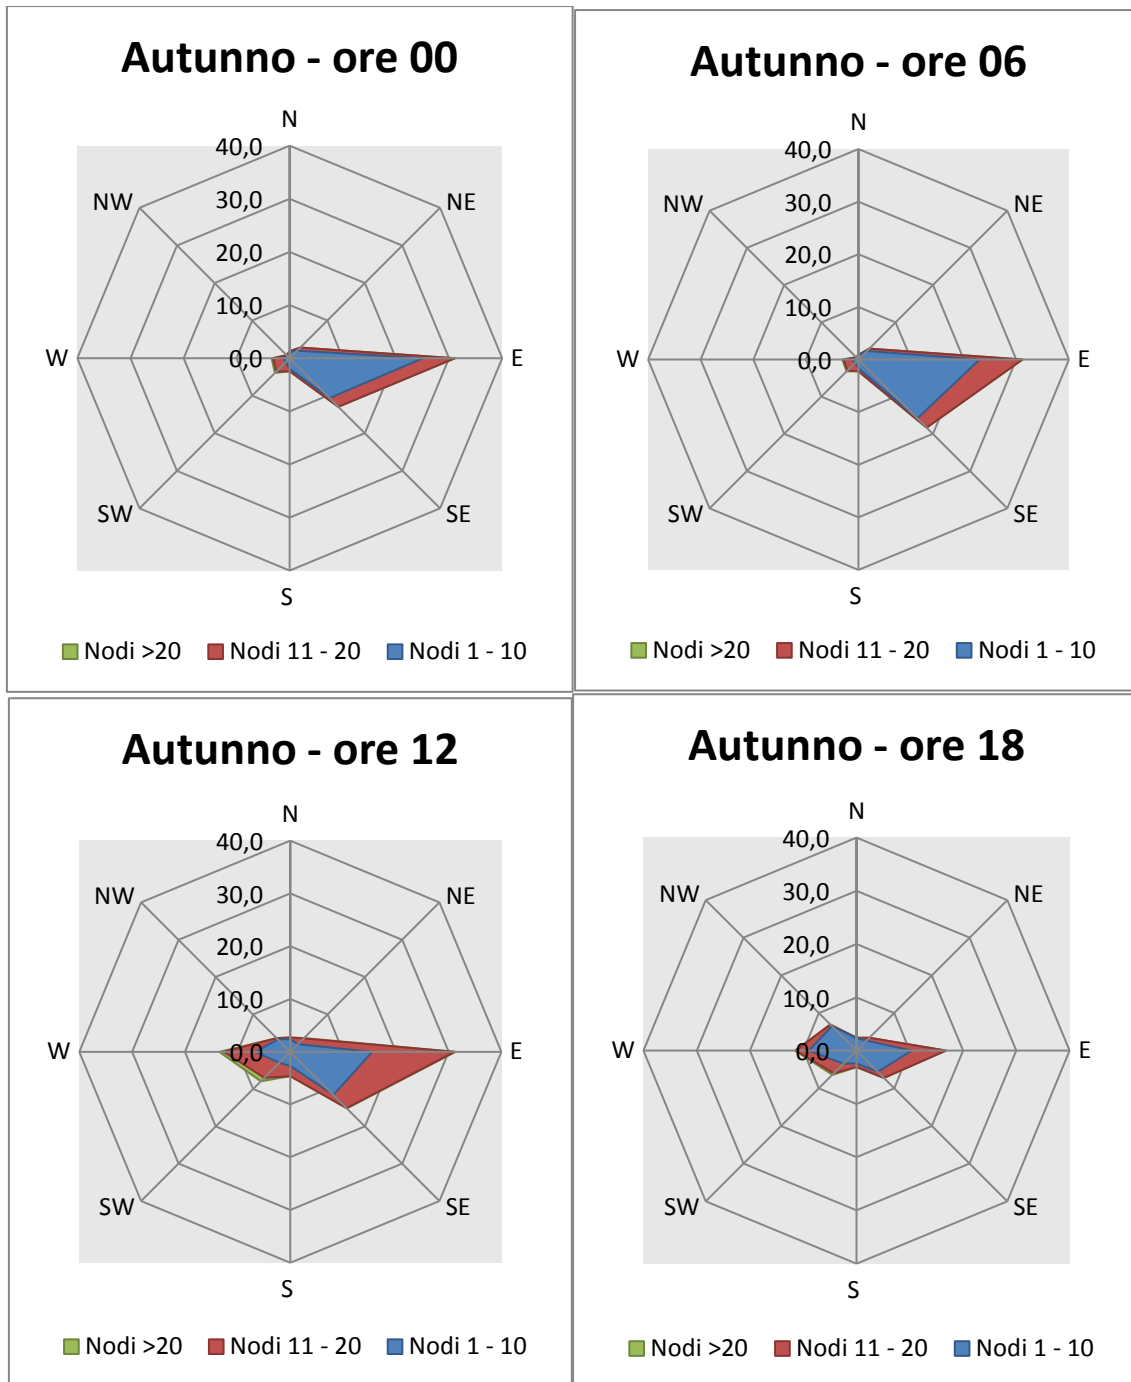 Autunno - ore 00
N
40,0
NW
NE
30,0
20,0
10,0
W
0,0
E
SW
SE
S
Nodi >20 Nodi 11 - 20 Nodi 1 - 10
Autunno - ore 06
N
40,0
NW
NE
30,0
20,0
10,0
W
0,0
E
SW
SE
S
Nodi >20 Nodi 11 - 20 Nodi 1 - 10
Autunno - ore 12
N
40,0
NW
NE
30,0
20,0
10,0
W
0,0
E
SW
SE
S
Nodi >20 Nodi 11 - 20 Nodi 1 - 10
Autunno - ore 18
N
40,0
NW
NE
30,0
20,0
10,0
W
0,0
E
SW
SE
S
Nodi >20 Nodi 11 - 20 Nodi 1 - 10